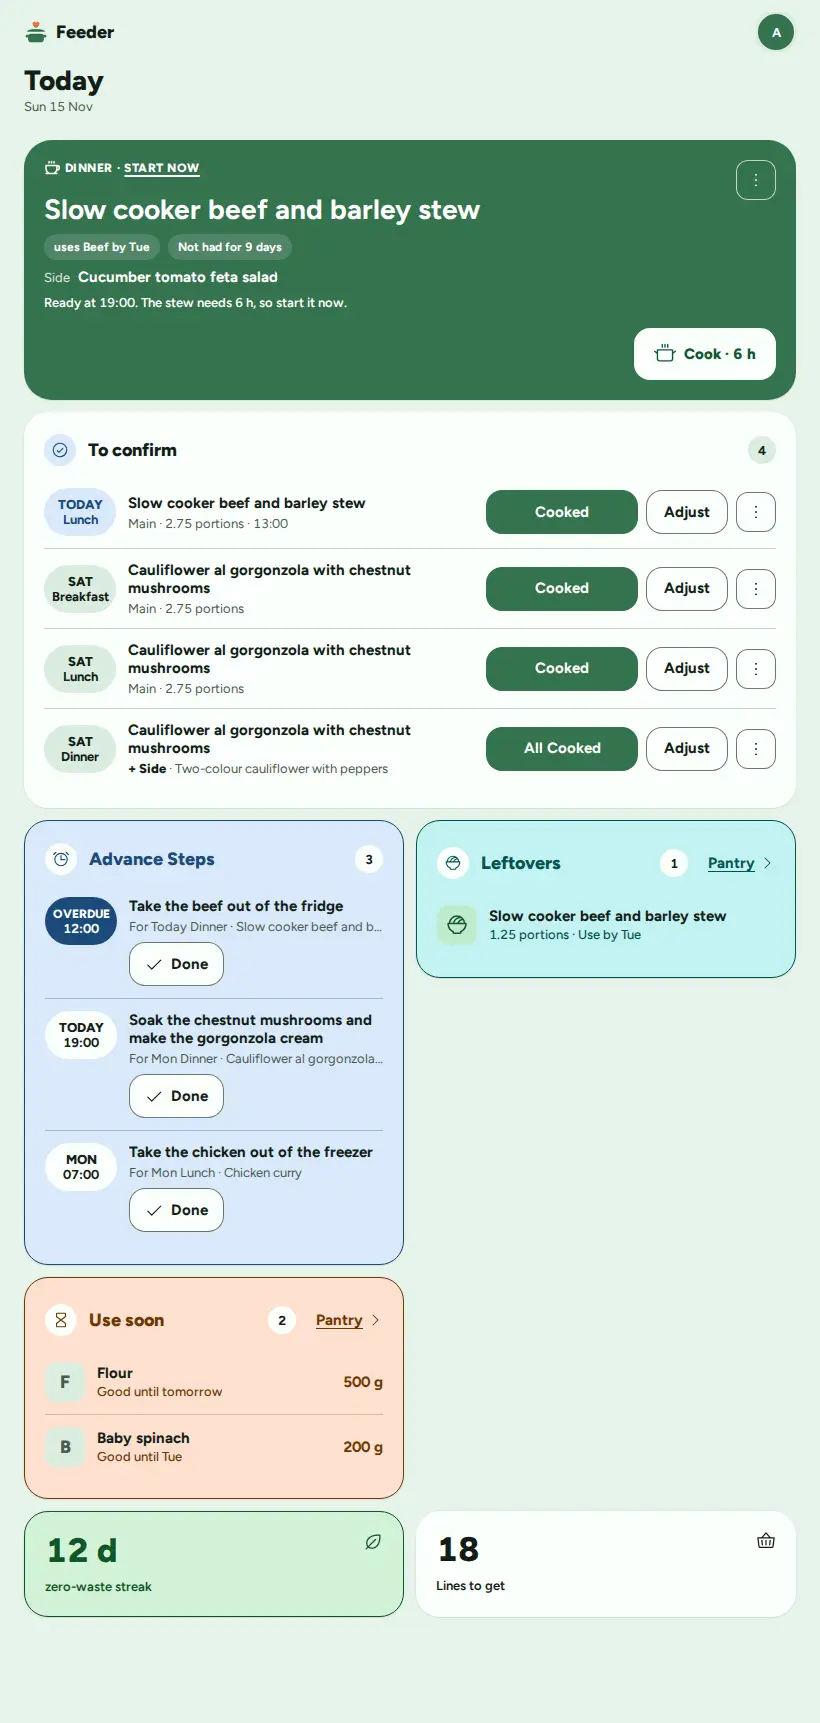 Feeder
A
Today
Sun 15 Nov
DINNER · START NOW
Slow cooker beef and barley stew
uses Beef by Tue
Not had for 9 days
Side Cucumber tomato feta salad
Ready at 19:00. The stew needs 6 h, so start it now.
Cook · 6 h
To confirm
4
TODAY
Lunch
Slow cooker beef and barley stew
Main · 2.75 portions · 13:00
Cooked
Adjust
SAT
Breakfast
Cauliflower al gorgonzola with chestnut
mushrooms
Main · 2.75 portions
Cooked
Adjust
SAT
Lunch
Cauliflower al gorgonzola with chestnut
mushrooms
Main · 2.75 portions
Cooked
Adjust
SAT
Dinner
Cauliflower al gorgonzola with chestnut
mushrooms
+ Side · Two-colour cauliflower with peppers
All Cooked
Adjust
Advance Steps
3
OVERDUE
12:00
Take the beef out of the fridge
For Today Dinner · Slow cooker beef and b...
Done
TODAY
19:00
Soak the chestnut mushrooms and
make the gorgonzola cream
For Mon Dinner · Cauliflower al gorgonzola...
Done
MON
07:00
Take the chicken out of the freezer
For Mon Lunch · Chicken curry
Done
Leftovers
1
Pantry
Slow cooker beef and barley stew
1.25 portions · Use by Tue
Use soon
2
Pantry
F
Flour
Good until tomorrow
500 g
B
Baby spinach
Good until Tue
200 g
12 d
zero-waste streak
18
Lines to get